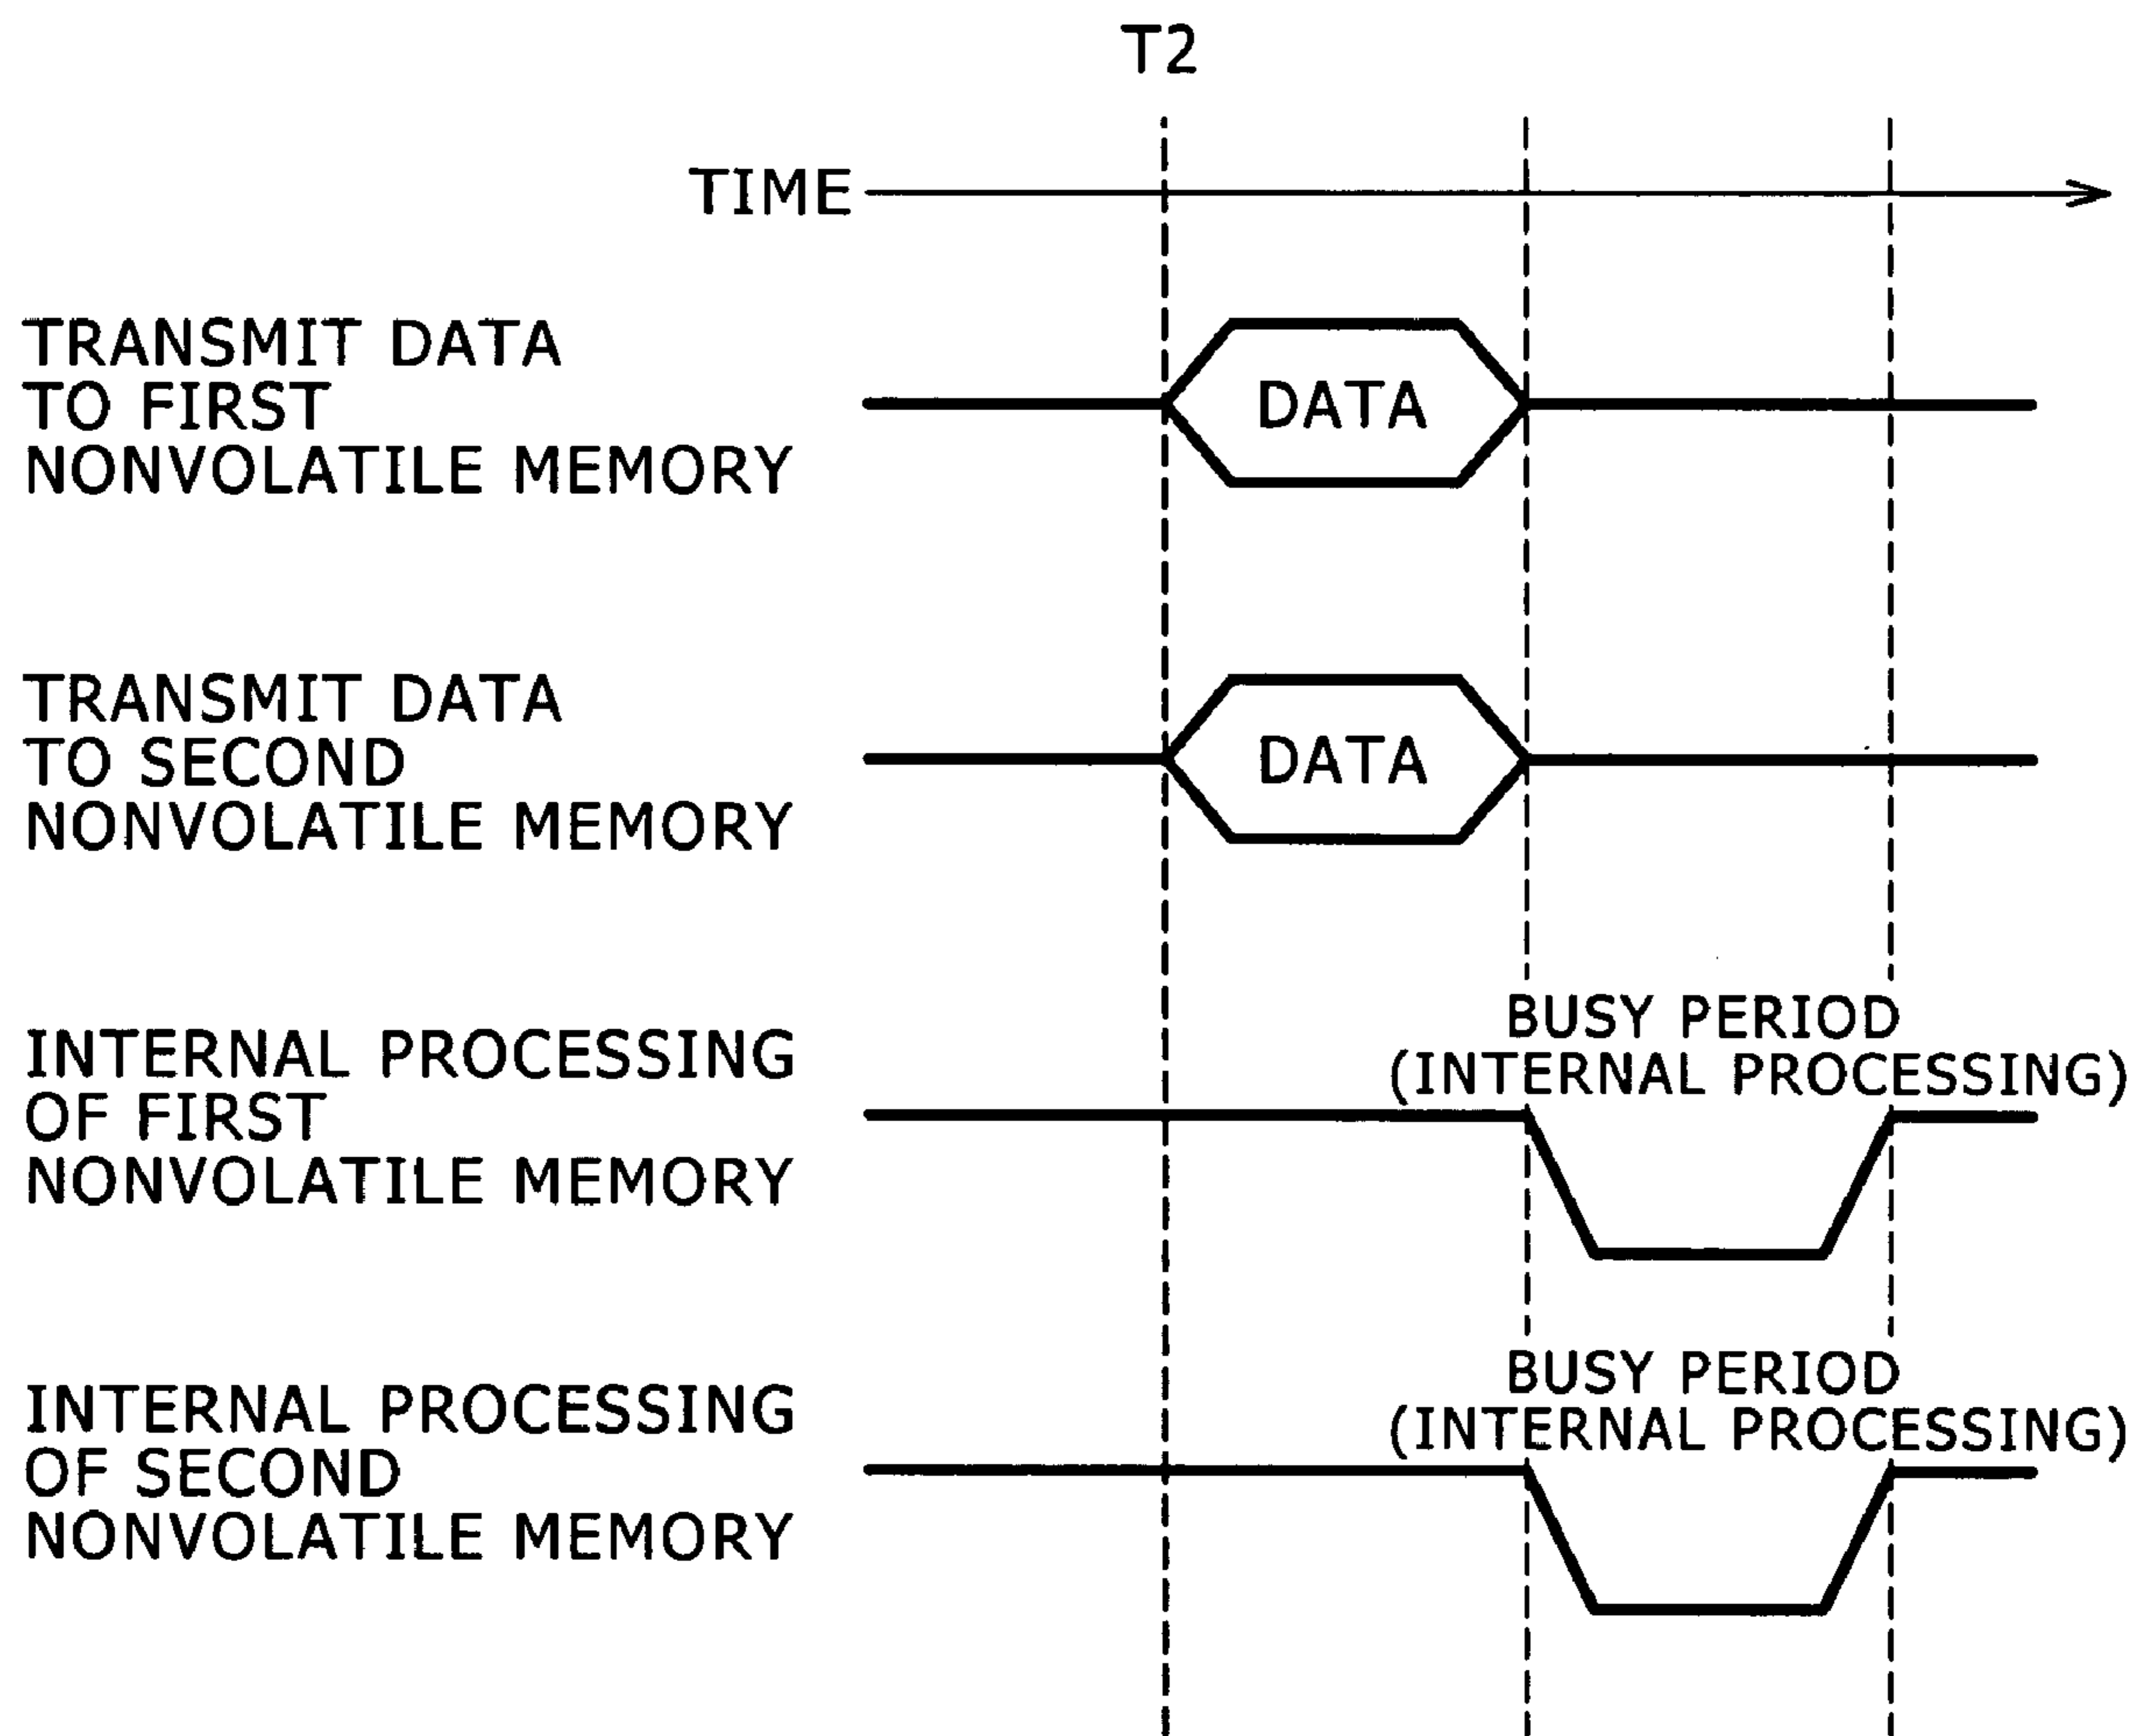 T2
TIME
TRANSMIT DATA
TO FIRST
NONVOLATILE MEMORY
DATA
TRANSMIT DATA
TO SECOND
NONVOLATILE MEMORY
DATA
INTERNAL PROCESSING
OF FIRST
NONVOLATILE MEMORY
BUSY PERIOD
(INTERNAL PROCESSING)
INTERNAL PROCESSING
OF SECOND
NONVOLATILE MEMORY
BUSY PERIOD
(INTERNAL PROCESSING)